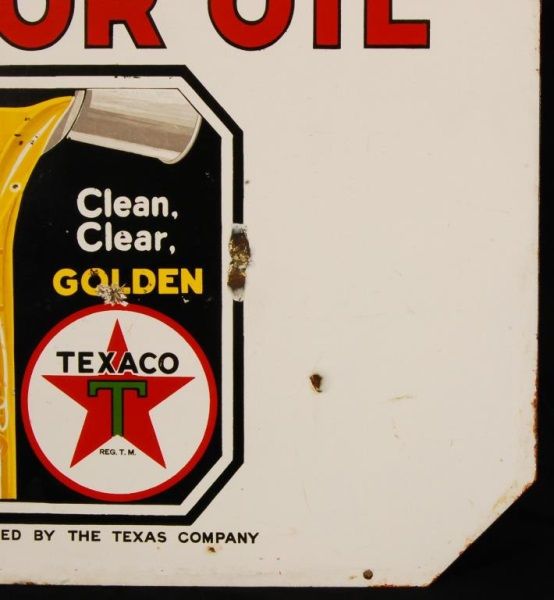 OR OIL
Clean,
Clear,
GOLDEN
TEXACO
T
REG. T. M.
ED BY THE TEXAS COMPANY